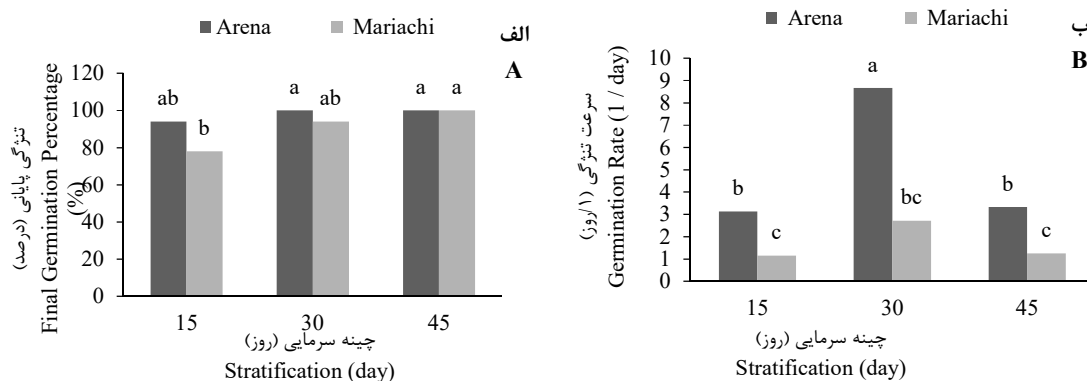 Arena Mariachi
الف
A
تنژگی پایانی (درصد)
Final Germination Percentage
(%)
120
100
80
60
40
20
0
ab
b
a
ab
a
a
15 30 45
چینه سرمایی (روز)
Stratification (day)
Arena Mariachi
ب
B
سرعت تنژگی (۱/روز)
Germination Rate (1 / day)
10
9
8
7
6
5
4
3
2
1
0
b
c
a
bc
b
c
15 30 45
چینه سرمایی (روز)
Stratification (day)